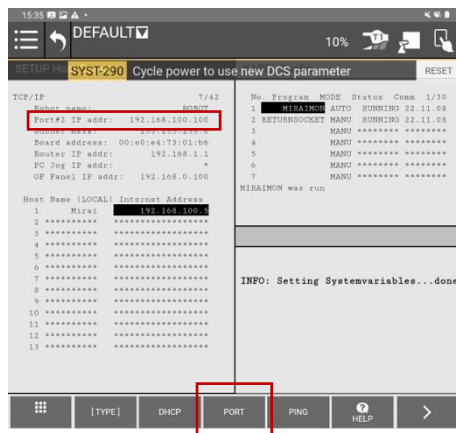 15:35
DEFAULT
10%
SETUP Ho
SYST-290 Cycle power to use new DCS parameter
RESET
TCP/IP 7/42
Robot name: ROBOT
Port#2 IP addr: 192.168.100.100
Subnet Mask: 255.255.255.0
Board address: 00:e0:e4:73:01:b6
Router IP addr: 192.168.1.1
PC Jog IP addr: *
OP Panel IP addr: 192.168.0.100
Host Name (LOCAL) Internet Address
1 Mirai 192.168.100.5
2 ********** ******************
3 ********** ******************
4 ********** ******************
5 ********** ******************
6 ********** ******************
7 ********** ******************
8 ********** ******************
9 ********** ******************
10 ********** ******************
11 ********** ******************
12 ********** ******************
13 ********** ******************
No. Program MODE Status Comm 1/30
1 MIRAIMON AUTO RUNNING 22.11.08
2 RETURNSOCKET MANU RUNNING 22.11.08
3 MANU ******** ********
4 MANU ******** ********
5 MANU ******** ********
6 MANU ******** ********
7 MANU ******** ********
MIRAIMON was run
INFO: Setting Systemvariables...done
[TYPE]
DHCP
PORT
PING
HELP